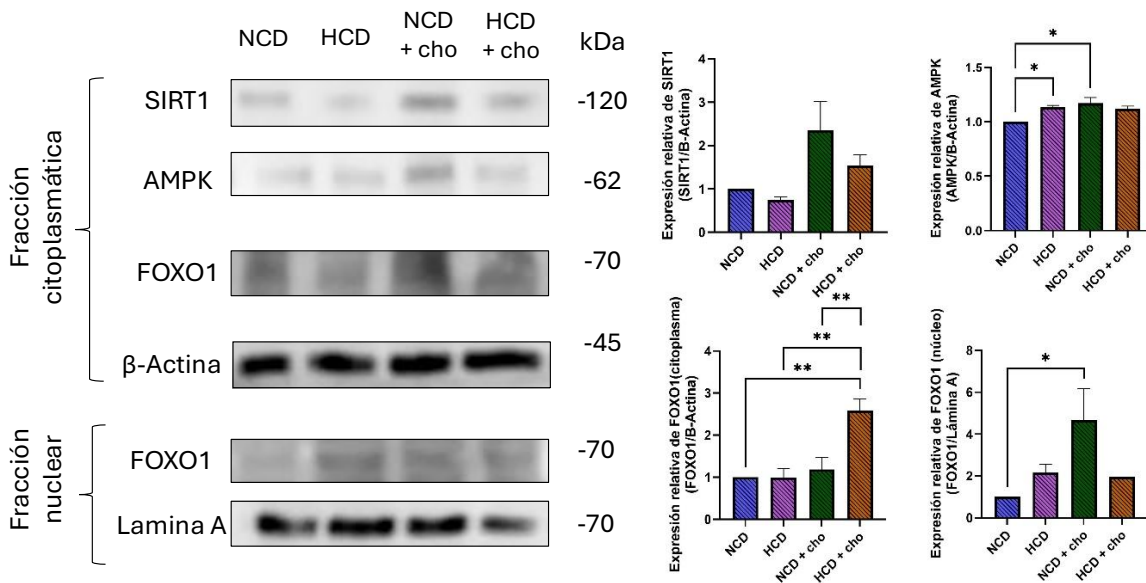 NCD
HCD
NCD
+ cho
HCD
+ cho
kDa
Fracción
citoplasmática
SIRT1
-120
AMPK
-62
FOXO1
-70
β-Actina
-45
Fracción
nuclear
FOXO1
-70
Lamina A
-70
Expresión relativa de SIRT1
(SIRT1/B-Actina)
4
3
2
1
0
NCD
HCD
NCD + cho
HCD + cho
Expresión relativa de AMPK
(AMPK/B-Actina)
1.5
1.0
0.5
0.0
*
*
NCD
HCD
NCD + cho
HCD + cho
Expresión relativa de FOXO1(citoplasma)
(FOXO1/B-Actina)
4
3
2
1
0
**
**
**
NCD
HCD
NCD + cho
HCD + cho
Expresión relativa de FOXO1 (núcleo)
(FOXO1/Lámina A)
8
6
4
2
0
*
NCD
HCD
NCD + cho
HCD + cho